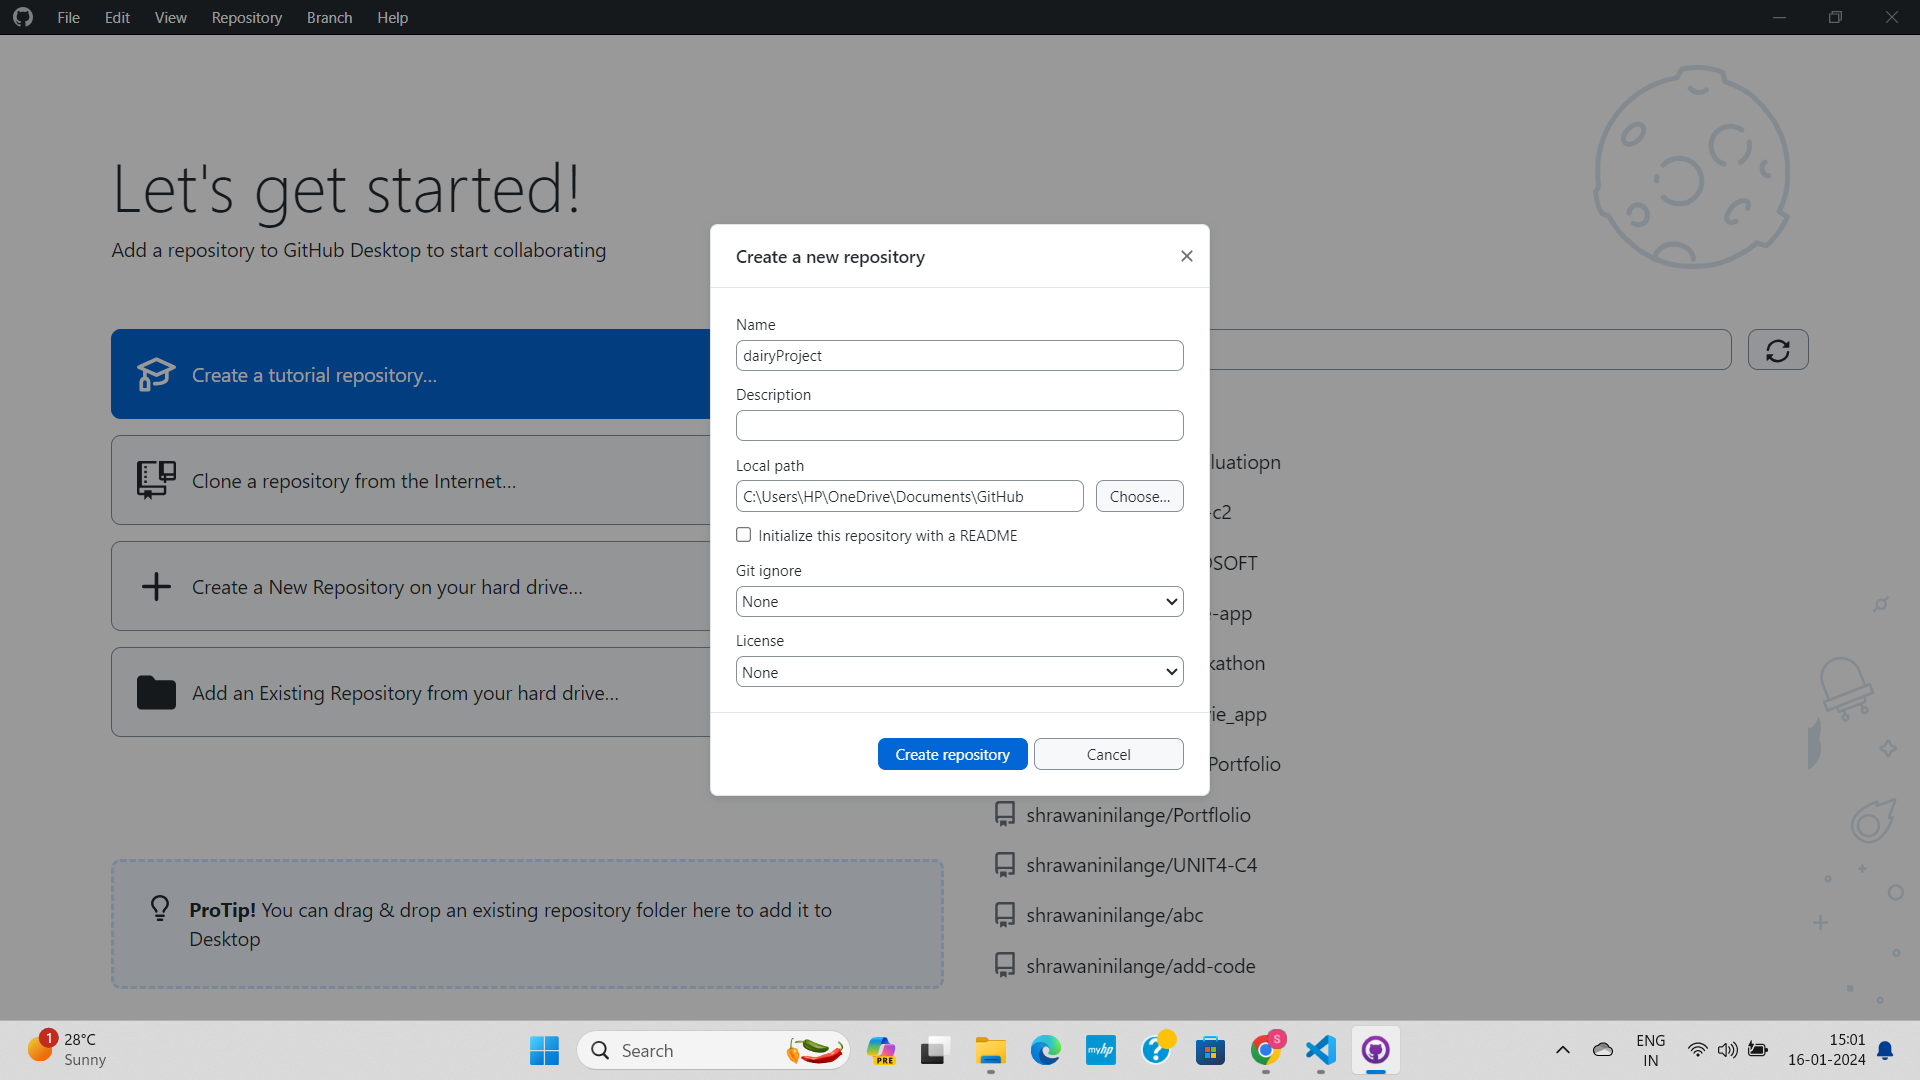 File Edit View Repository Branch Help
Let's get started!
Add a repository to GitHub Desktop to start collaborating
Create a tutorial repository...
Clone a repository from the Internet...
Create a New Repository on your hard drive...
Add an Existing Repository from your hard drive...
ProTip! You can drag & drop an existing repository folder here to add it to
Desktop
Create a new repository
Name
dairyProject
Description
Local path
C:\Users\HP\OneDrive\Documents\GitHub
Choose...
Initialize this repository with a README
Git ignore
None
License
None
Create repository
Cancel
luatiopn
-c2
OSOFT
-app
kathon
ie_app
Portfolio
shrawaninilange/Portflolio
shrawaninilange/UNIT4-C4
shrawaninilange/abc
shrawaninilange/add-code
1
28°C
Sunny
Search
PRE
myhp
S
ENG
IN
15:01
16-01-2024